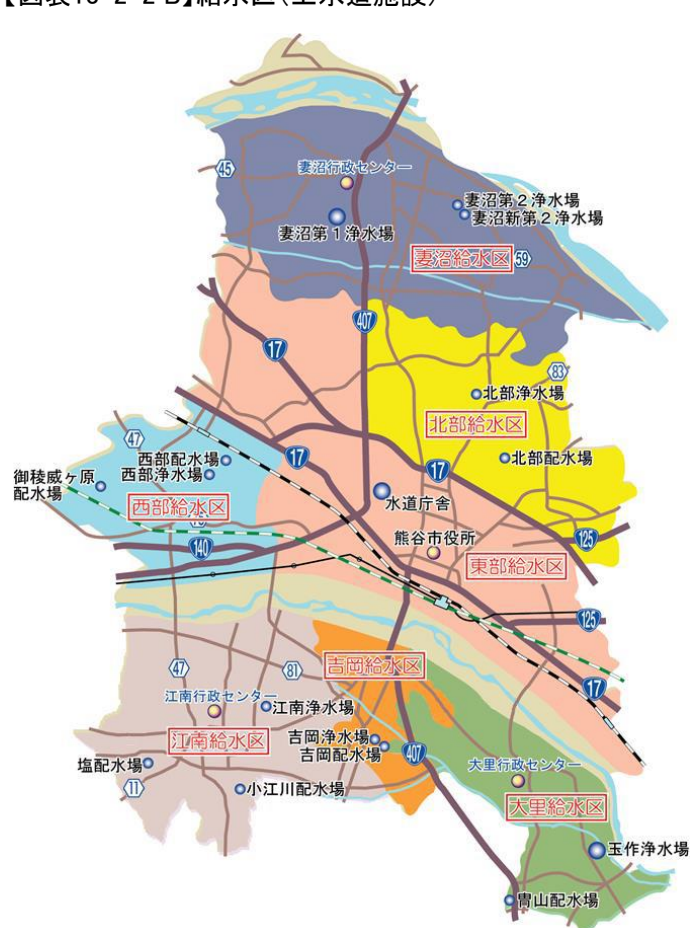 【図表10-2-2-B】給水区（上水道施設）
45
妻沼行政センター
妻沼第２浄水場
妻沼新第２浄水場
妻沼第１浄水場
妻沼給水区
59
407
17
83
北部浄水場
北部給水区
47
17
西部配水場
西部浄水場
17
北部配水場
御稜威ヶ原
配水場
西部給水区
水道庁舎
熊谷市役所
125
140
東部給水区
125
吉岡給水区
47
81
17
江南行政センター
江南浄水場
江南給水区
吉岡浄水場
吉岡配水場
407
塩配水場
大里行政センター
11
小江川配水場
大里給水区
玉作浄水場
冑山配水場